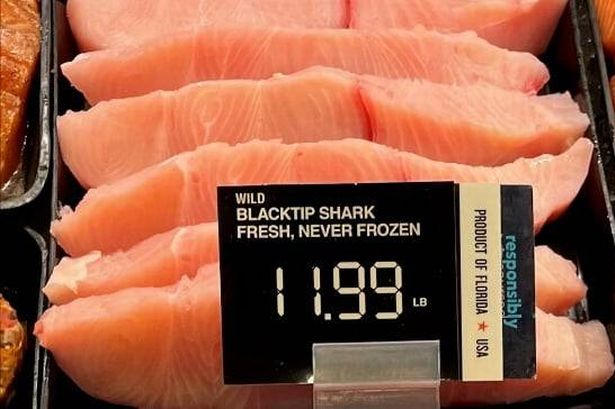 WILD
BLACKTIP SHARK
FRESH, NEVER FROZEN
11.99 LB
PRODUCT OF FLORIDA ★ USA
responsibly